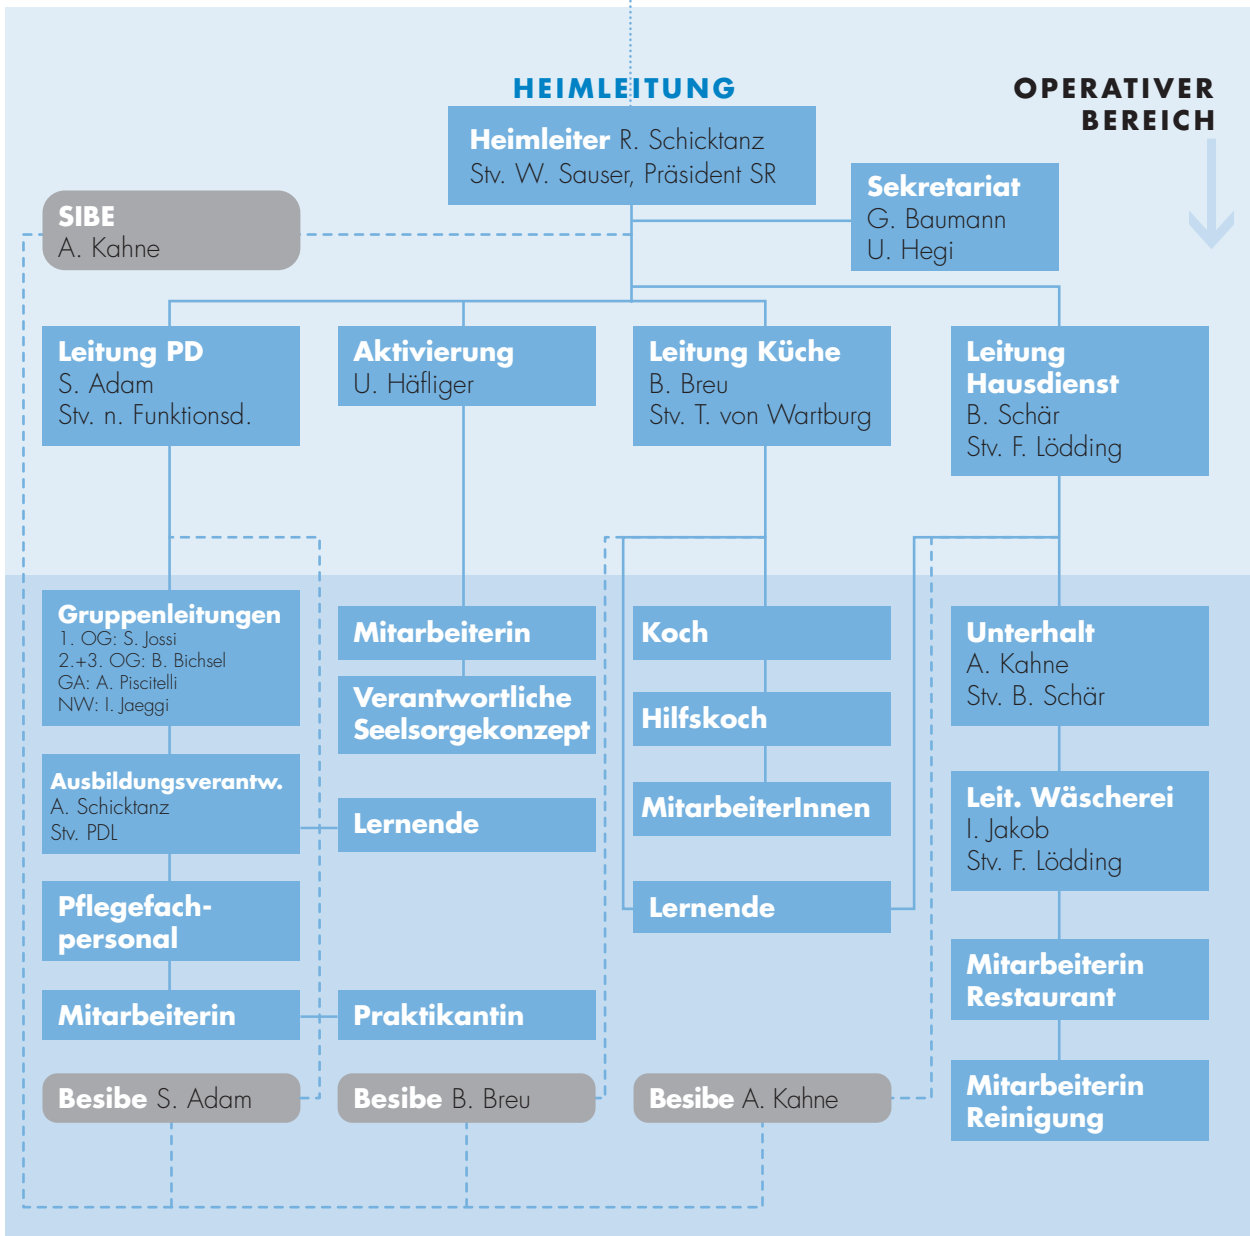 HEIMLEITUNG
OPERATIVER
BEREICH
Heimleiter R. Schicktanz
Stv. W. Sauser, Präsident SR
Sekretariat
G. Baumann
U. Hegi
SIBE
A. Kahne
Leitung PD
S. Adam
Stv. n. Funktionsd.
Aktivierung
U. Häfliger
Leitung Küche
B. Breu
Stv. T. von Wartburg
Leitung
Hausdienst
B. Schär
Stv. F. Lödding
Gruppenleitungen
1. OG: S. Jossi
2.+3. OG: B. Bichsel
GA: A. Piscitelli
NW: I. Jaeggi
Mitarbeiterin
Verantwortliche
Seelsorgekonzept
Koch
Hilfskoch
MitarbeiterInnen
Unterhalt
A. Kahne
Stv. B. Schär
Ausbildungsverantw.
A. Schicktanz
Stv. PDL
Lernende
Lernende
Leit. Wäscherei
I. Jakob
Stv. F. Lödding
Pflegefach-
personal
Mitarbeiterin
Restaurant
Mitarbeiterin
Praktikantin
Mitarbeiterin
Reinigung
Besibe S. Adam
Besibe B. Breu
Besibe A. Kahne